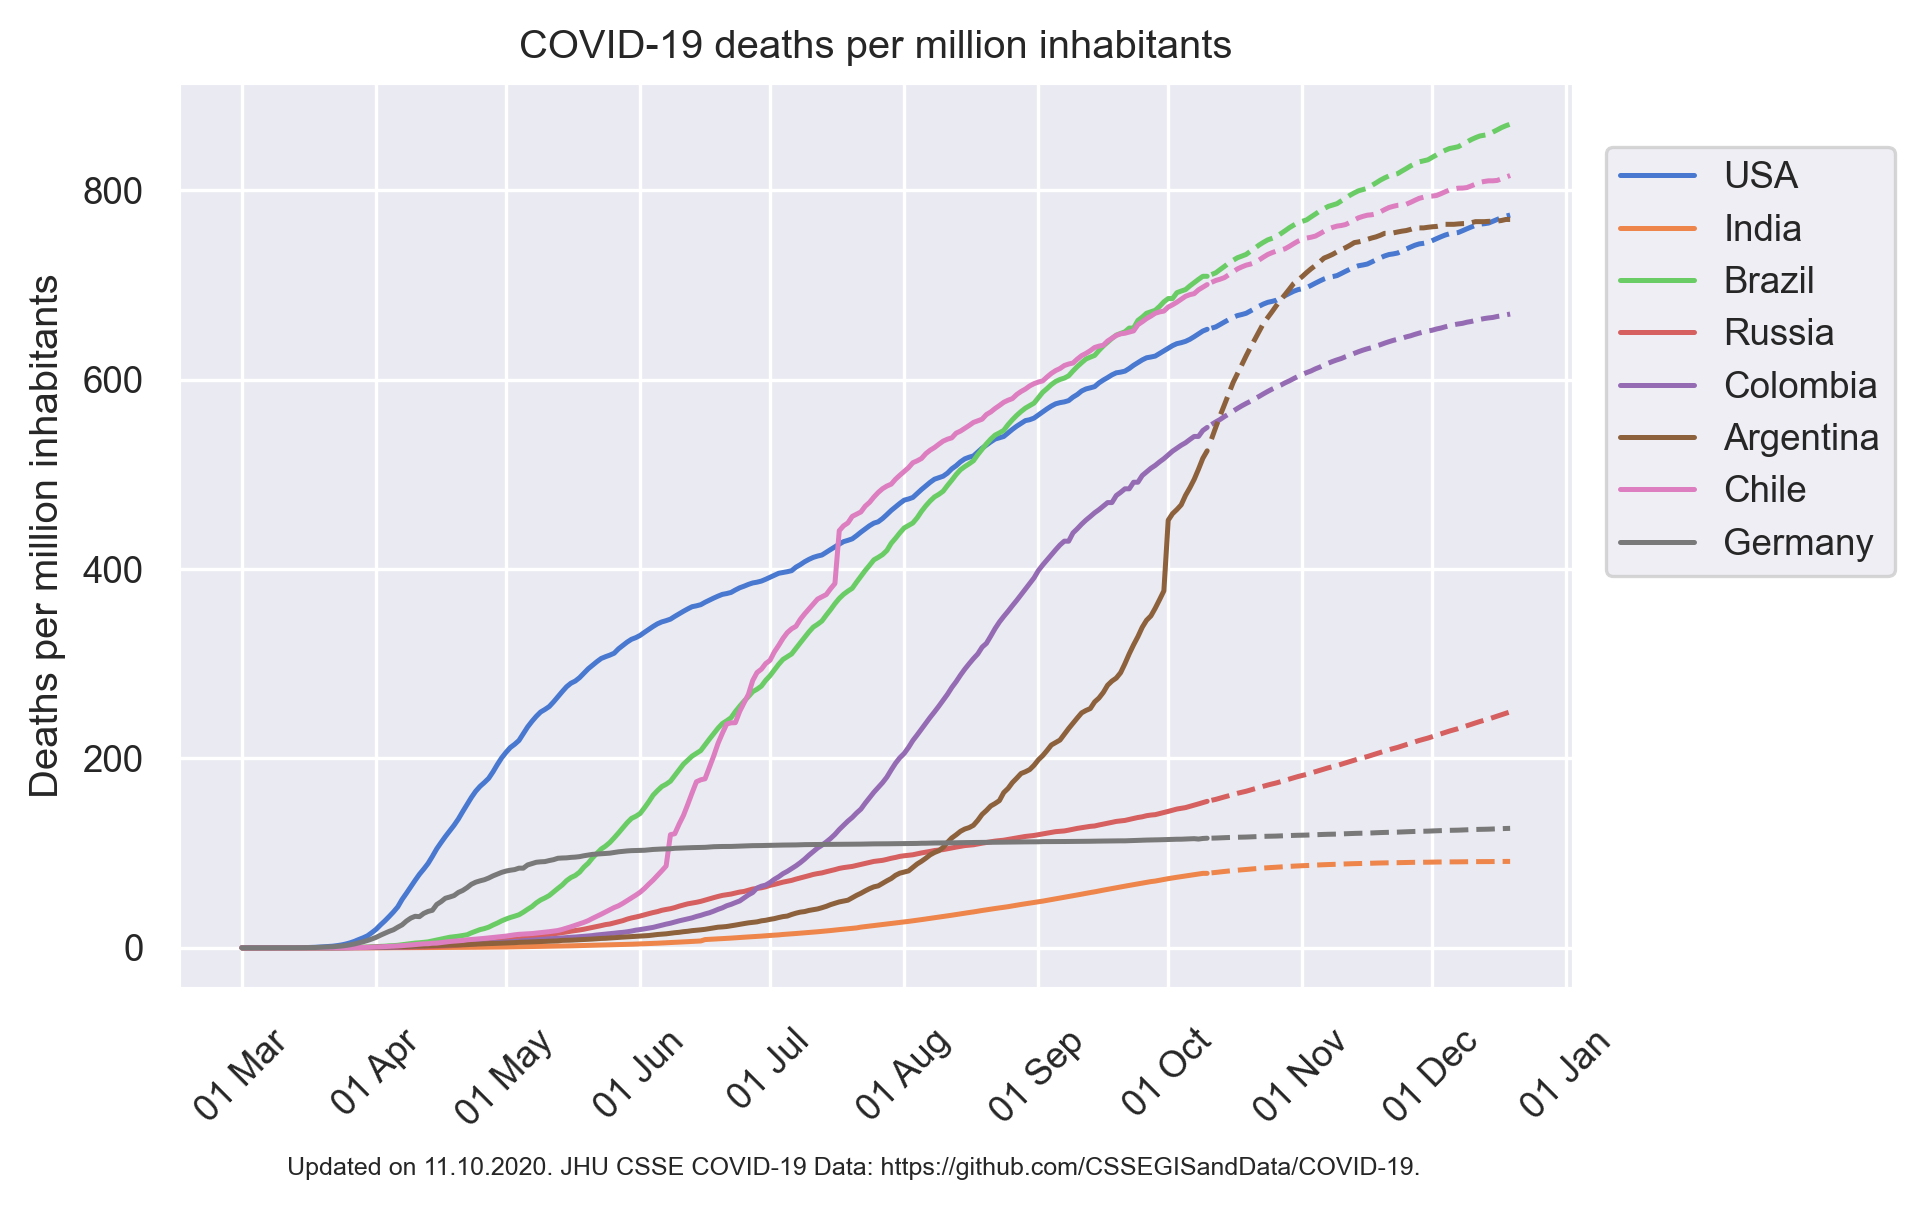 COVID-19 deaths per million inhabitants
Deaths per million inhabitants
800
600
400
200
0
01 Mar
01 Apr
01 May
01 Jun
01 Jul
01 Aug
01 Sep
01 Oct
01 Nov
01 Dec
01 Jan
USA
India
Brazil
Russia
Colombia
Argentina
Chile
Germany
Updated on 11.10.2020. JHU CSSE COVID-19 Data: https://github.com/CSSEGISandData/COVID-19.